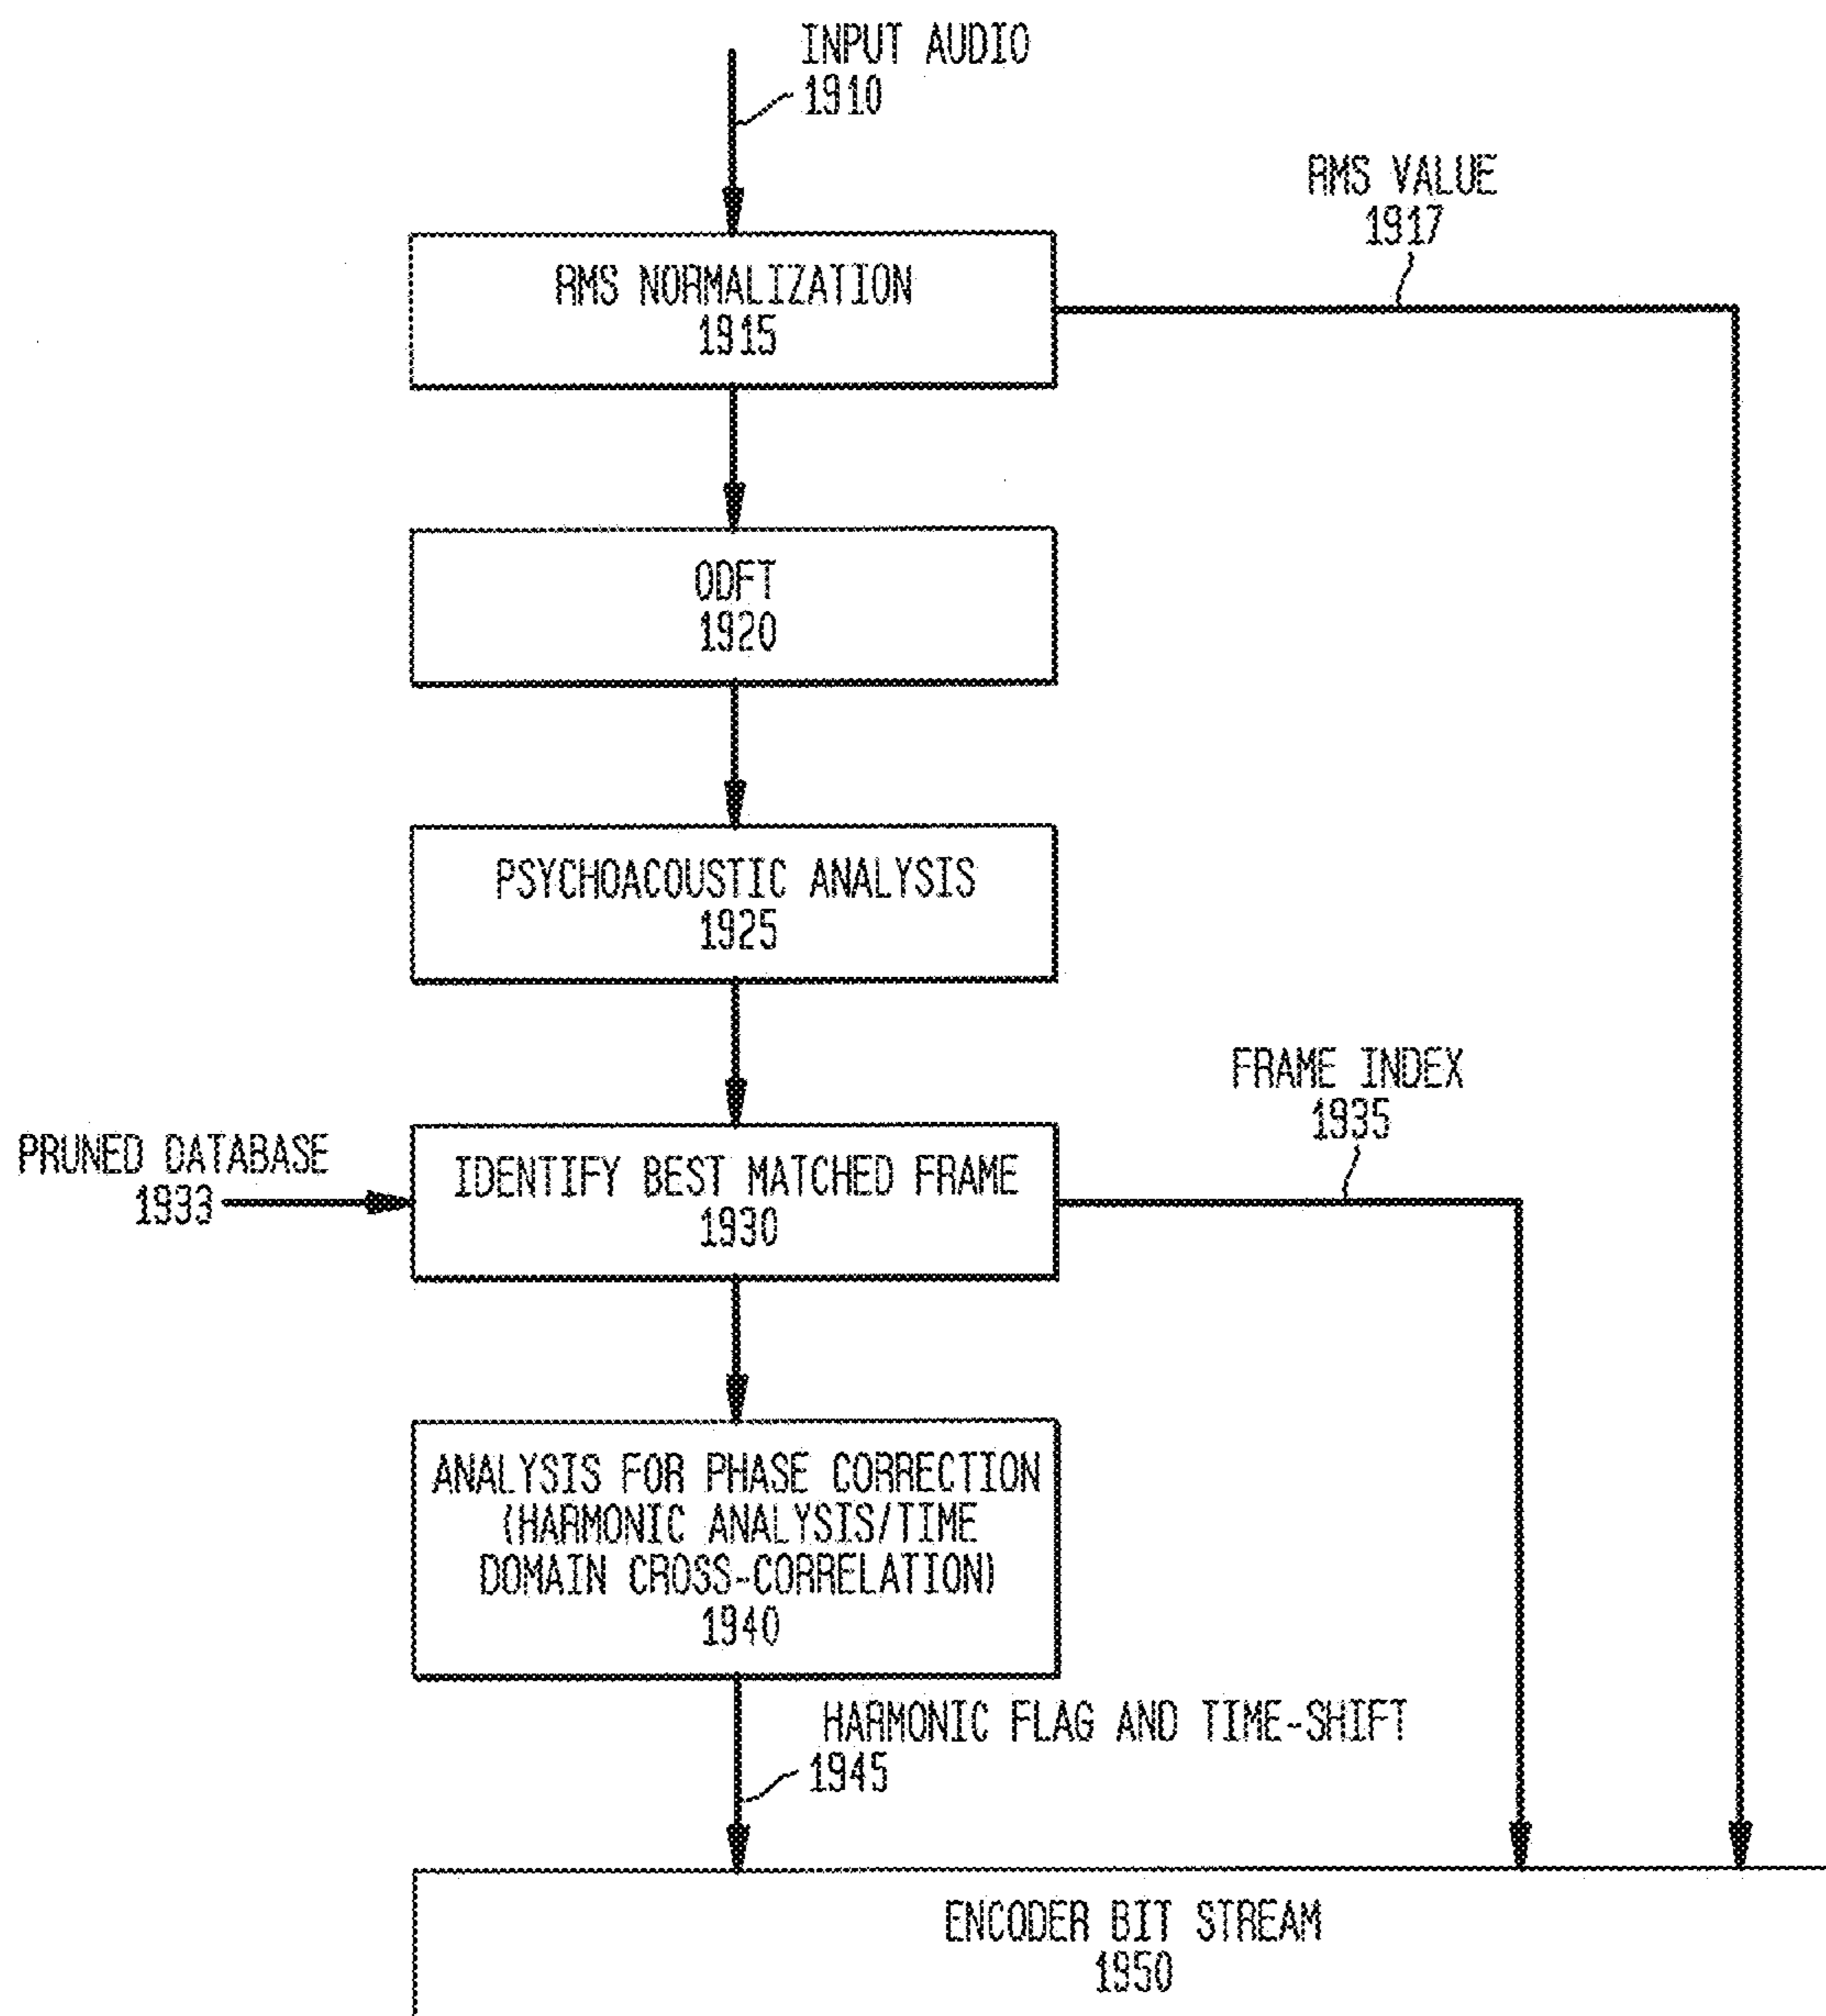 INPUT AUDIO
1910
RMS VALUE
1917
RMS NORMALIZATION
1915
ODFT
1920
PSYCHOACOUSTIC ANALYSIS
1925
FRAME INDEX
1935
PRUNED DATABASE
1933
IDENTIFY BEST MATCHED FRAME
1930
ANALYSIS FOR PHASE CORRECTION
(HARMONIC ANALYSIS/TIME
DOMAIN CROSS-CORRELATION)
1940
HARMONIC FLAG AND TIME-SHIFT
1945
ENCODER BIT STREAM
1950